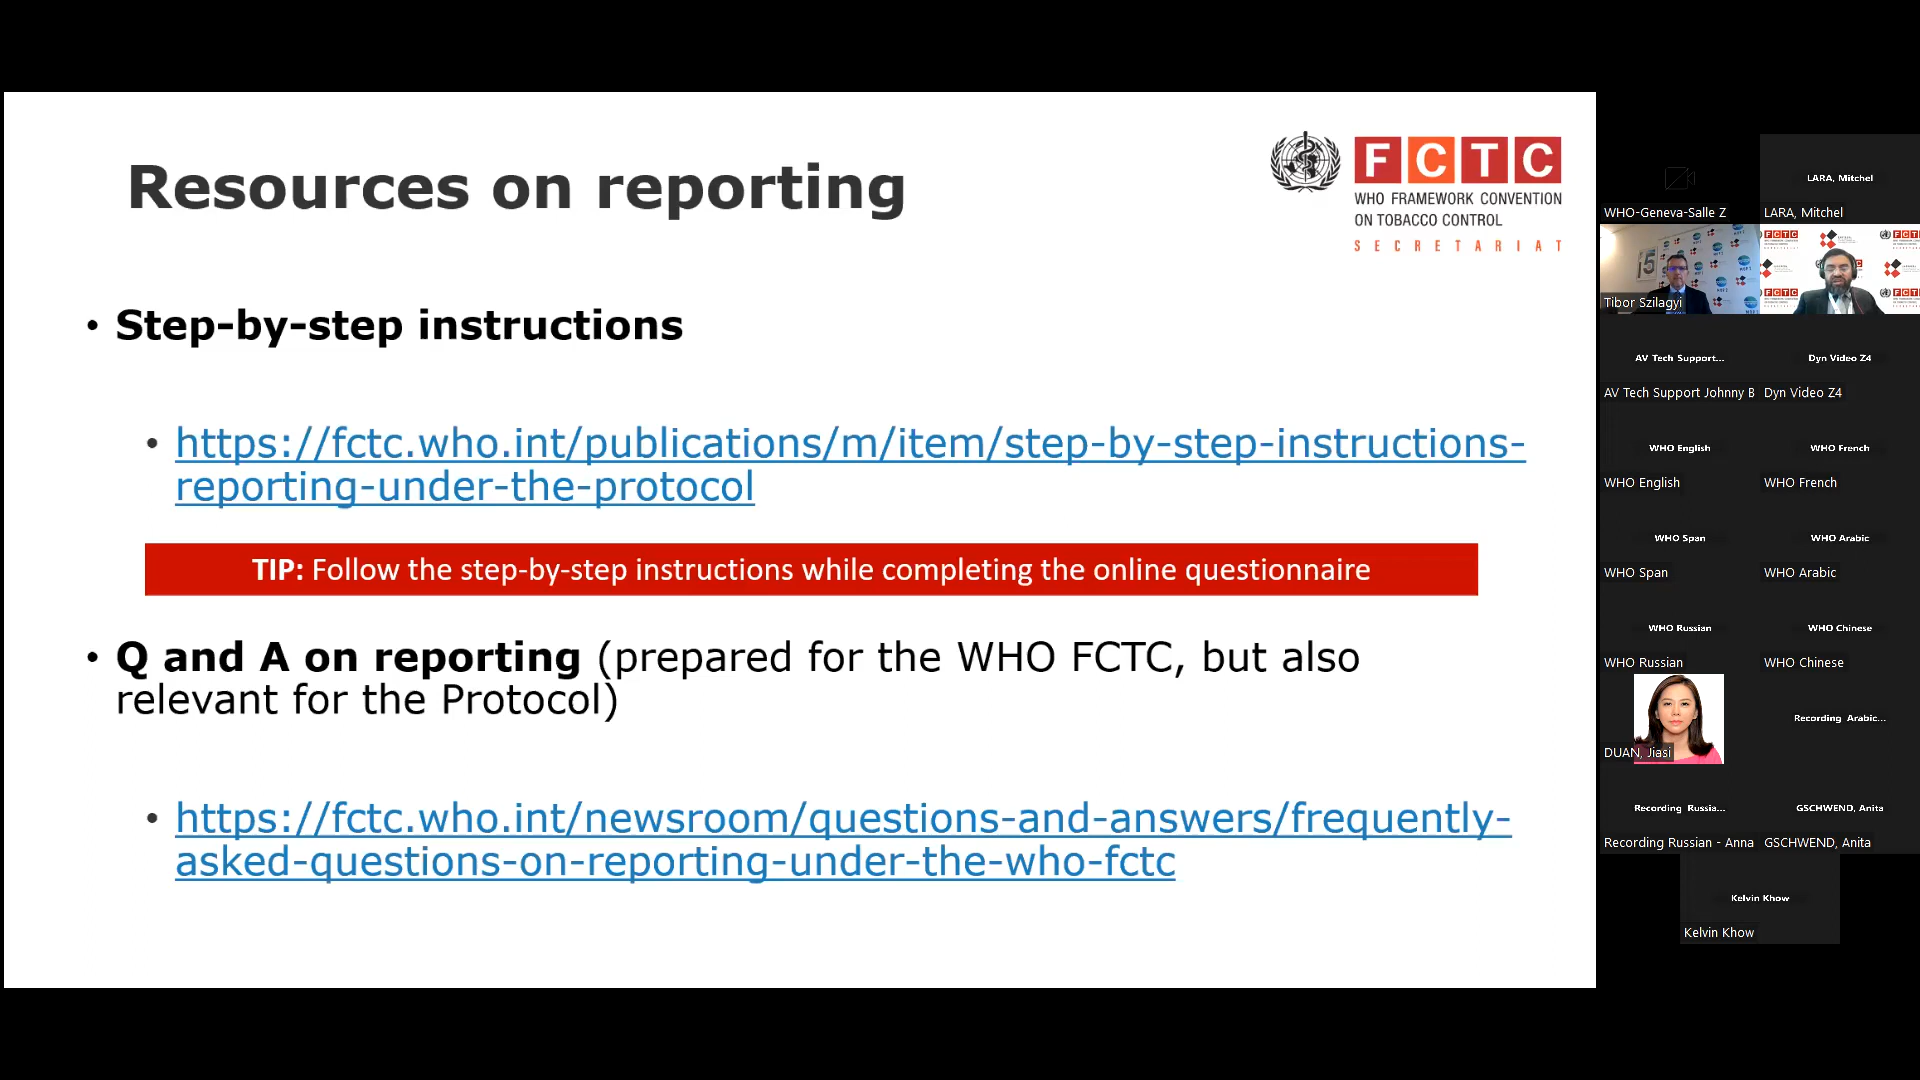 Resources on reporting
FCTC
WHO FRAMEWORK CONVENTION
ON TOBACCO CONTROL
SECRETARIAT
• Step-by-step instructions
• https://fctc.who.int/publications/m/item/step-by-step-instructions-
reporting-under-the-protocol
TIP: Follow the step-by-step instructions while completing the online questionnaire
• Q and A on reporting (prepared for the WHO FCTC, but also
relevant for the Protocol)
• https://fctc.who.int/newsroom/questions-and-answers/frequently-
asked-questions-on-reporting-under-the-who-fctc
WHO-Geneva-Salle Z
LARA, Mitchel
LARA, Mitchel
Tibor Szilagyi
FCTC
AV Tech Support...
AV Tech Support Johnny B
Dyn Video Z4
Dyn Video Z4
WHO English
WHO English
WHO French
WHO French
WHO Span
WHO Span
WHO Arabic
WHO Arabic
WHO Russian
WHO Russian
WHO Chinese
WHO Chinese
DUAN, Jiasi
Recording Arabic...
Recording Russia...
Recording Russian - Anna
GSCHWEND, Anita
GSCHWEND, Anita
Kelvin Khow
Kelvin Khow